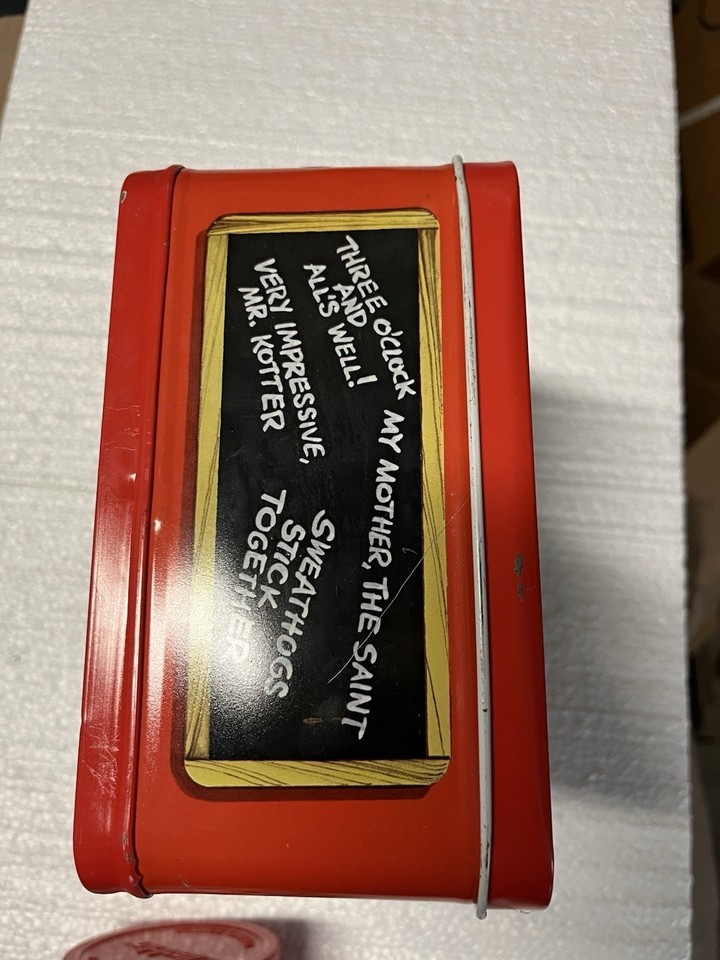 THREE O'CLOCK
AND
ALL'S WELL!
MY MOTHER, THE SAINT
VERY IMPRESSIVE,
MR. KOTTER
SWEATHOGS
STICK
TOGETHER